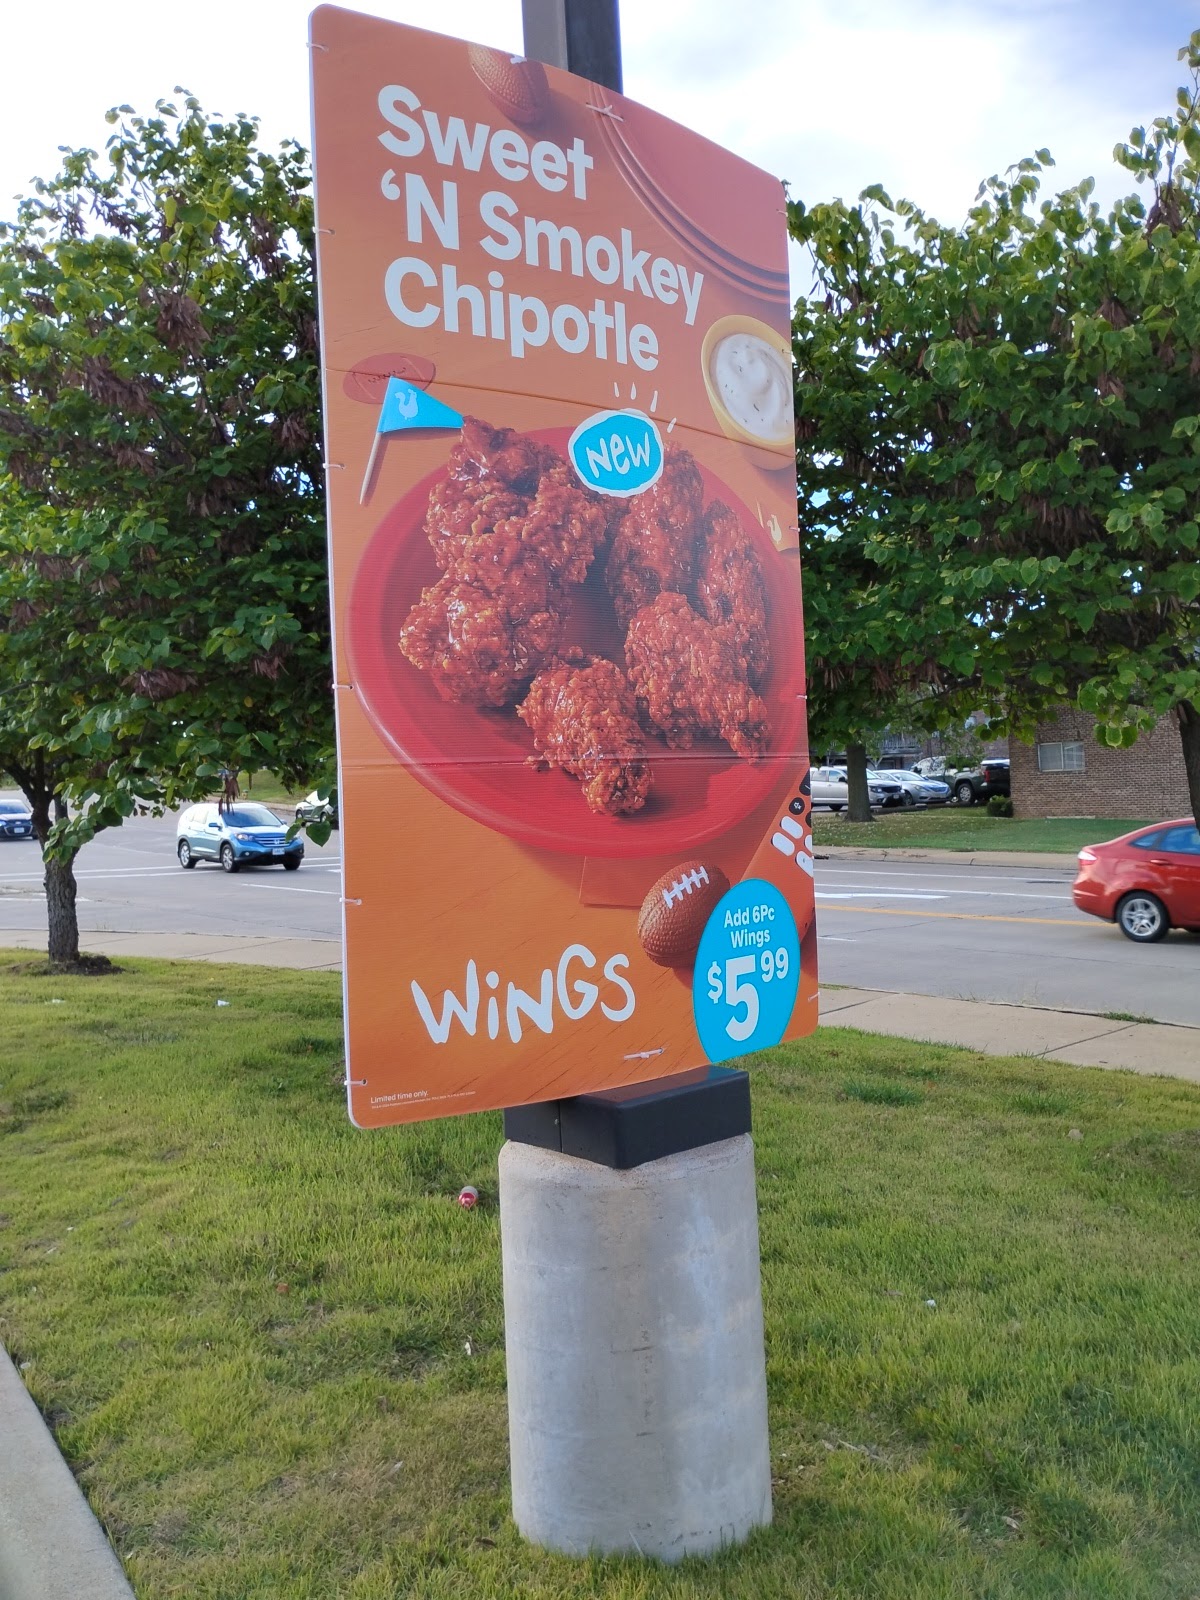 Sweet
‘N Smokey
Chipotle
New
WiNGS
Add 6Pc
Wings
$5 99
Limited time only.